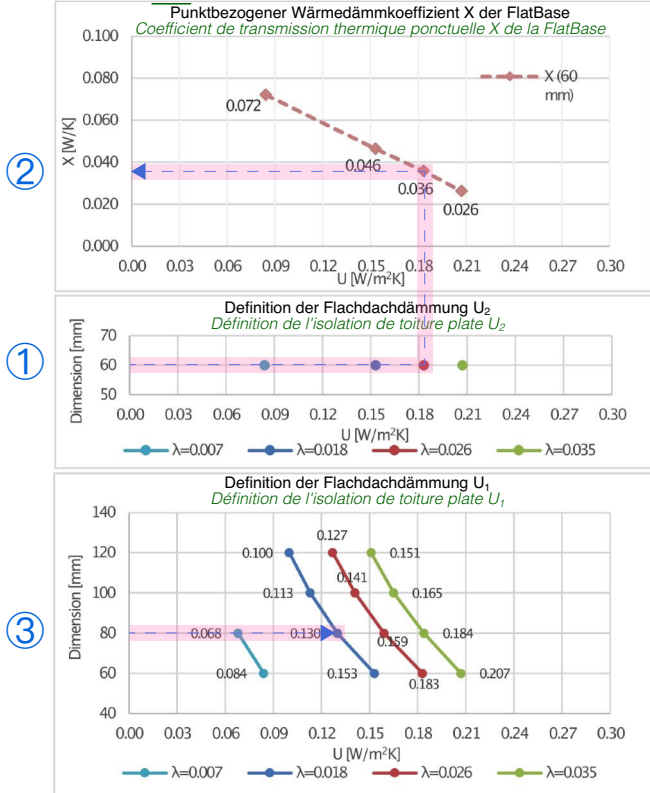 Punktbezogener Wärmedämmkoeffizient X der FlatBase
Coefficient de transmission thermique ponctuelle X de la FlatBase
0.100
0.080
0.060
0.040
0.020
0.000
X [W/K]
X (60
mm)
0.072
0.046
0.036
0.026
0.00 0.03 0.06 0.09 0.12 0.15 0.18 0.21 0.24 0.27 0.30
U [W/m²K]
②
Definition der Flachdachdämmung U₂
Définition de l'isolation de toiture plate U₂
70
60
50
Dimension [mm]
0.00 0.03 0.06 0.09 0.12 0.15 0.18 0.21 0.24 0.27 0.30
U [W/m²K]
λ=0.007 λ=0.018 λ=0.026 λ=0.035
①
Definition der Flachdachdämmung U₁
Définition de l'isolation de toiture plate U₁
140
120
100
80
60
40
Dimension [mm]
0.127
0.100 0.151
0.141
0.113 0.165
0.068 0.130 0.159 0.184
0.084 0.153 0.183 0.207
0.00 0.03 0.06 0.09 0.12 0.15 0.18 0.21 0.24 0.27 0.30
U [W/m²K]
λ=0.007 λ=0.018 λ=0.026 λ=0.035
③